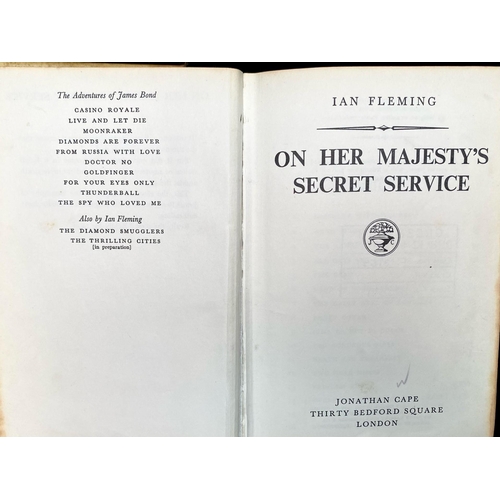 The Adventures of James Bond
CASINO ROYALE
LIVE AND LET DIE
MOONRAKER
DIAMONDS ARE FOREVER
FROM RUSSIA WITH LOVE
DOCTOR NO
GOLDFINGER
FOR YOUR EYES ONLY
THUNDERBALL
THE SPY WHO LOVED ME
Also by Ian Fleming
THE DIAMOND SMUGGLERS
THE THRILLING CITIES
[in preparation]
IAN FLEMING
ON HER MAJESTY'S
SECRET SERVICE
JONATHAN CAPE
THIRTY BEDFORD SQUARE
LONDON